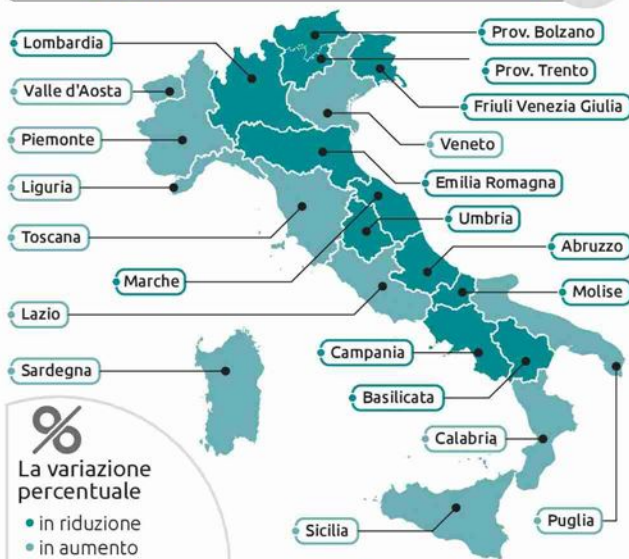 Lombardia
Prov. Bolzano
Prov. Trento
Valle d'Aosta
Friuli Venezia Giulia
Piemonte
Veneto
Liguria
Emilia Romagna
Umbria
Toscana
Abruzzo
Marche
Molise
Lazio
Campania
Sardegna
Basilicata
%
La variazione
percentuale
• in riduzione
• in aumento
Calabria
Sicilia
Puglia